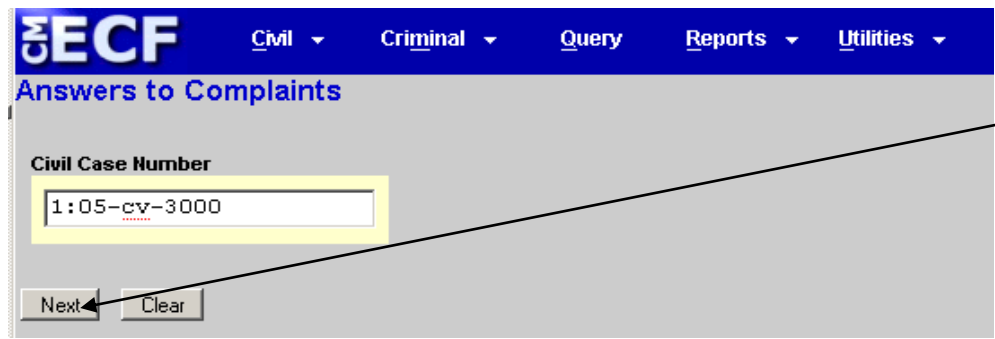 CM ECF Civil Criminal Query Reports Utilities
Answers to Complaints
Civil Case Number
1:05-cv-3000
Next Clear